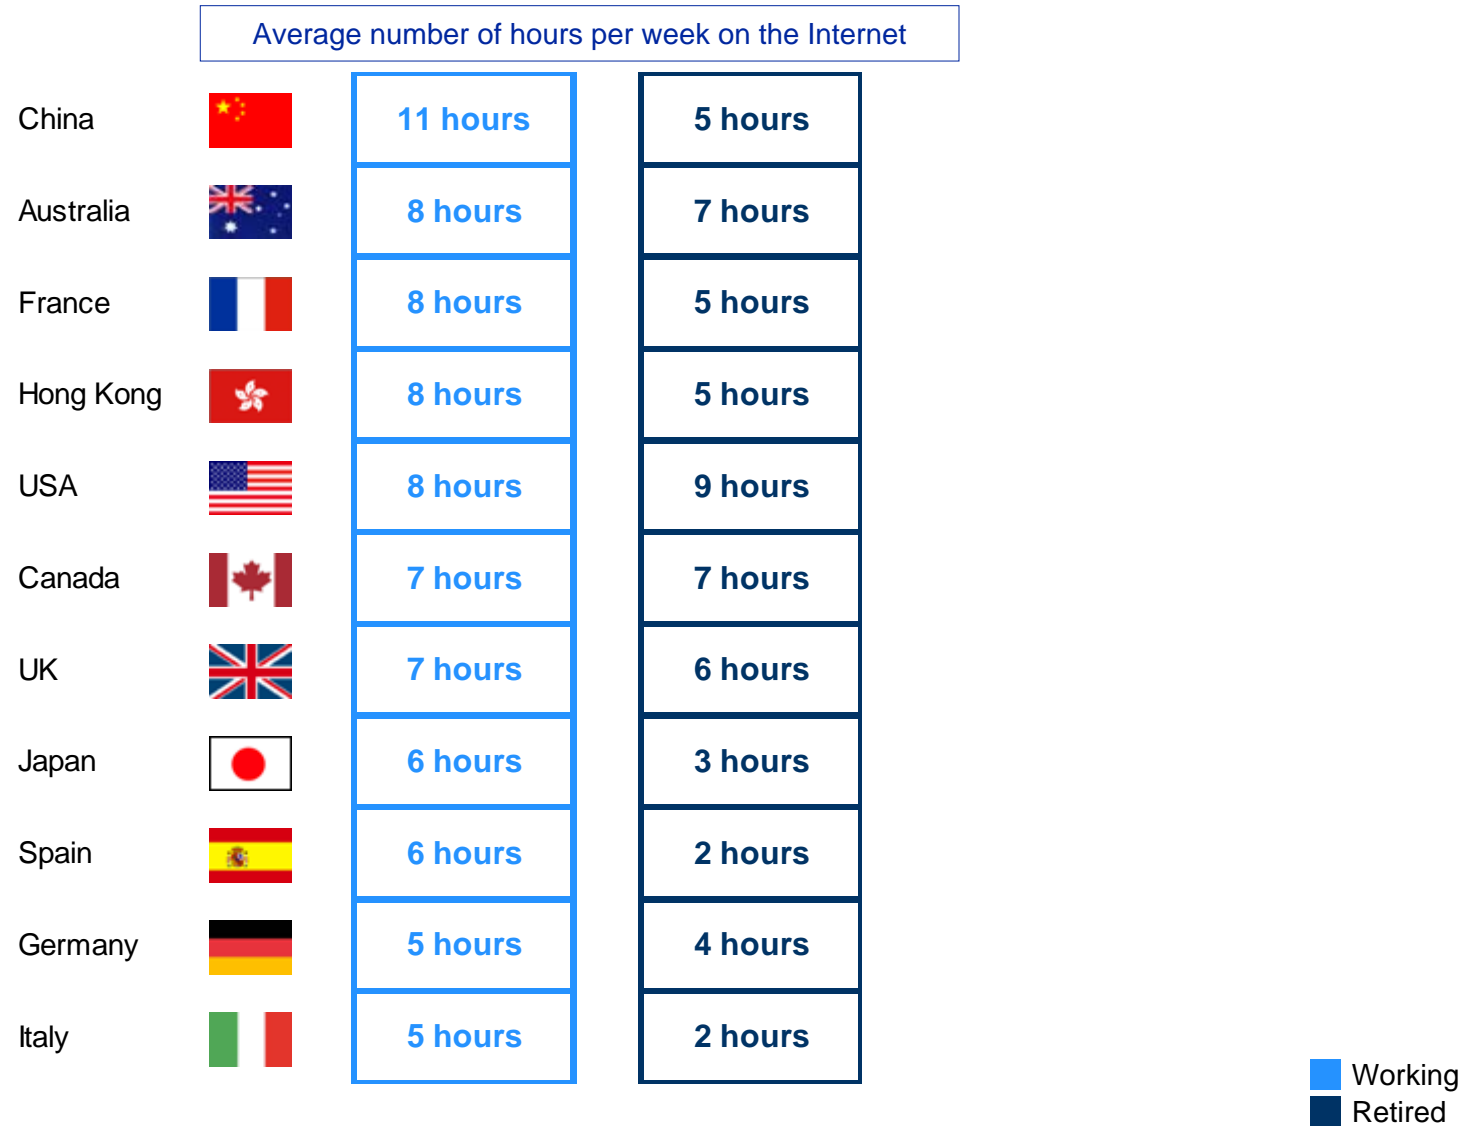 Average number of hours per week on the Internet
China 11 hours 5 hours
Australia 8 hours 7 hours
France 8 hours 5 hours
Hong Kong 8 hours 5 hours
USA 8 hours 9 hours
Canada 7 hours 7 hours
UK 7 hours 6 hours
Japan 6 hours 3 hours
Spain 6 hours 2 hours
Germany 5 hours 4 hours
Italy 5 hours 2 hours
Working
Retired